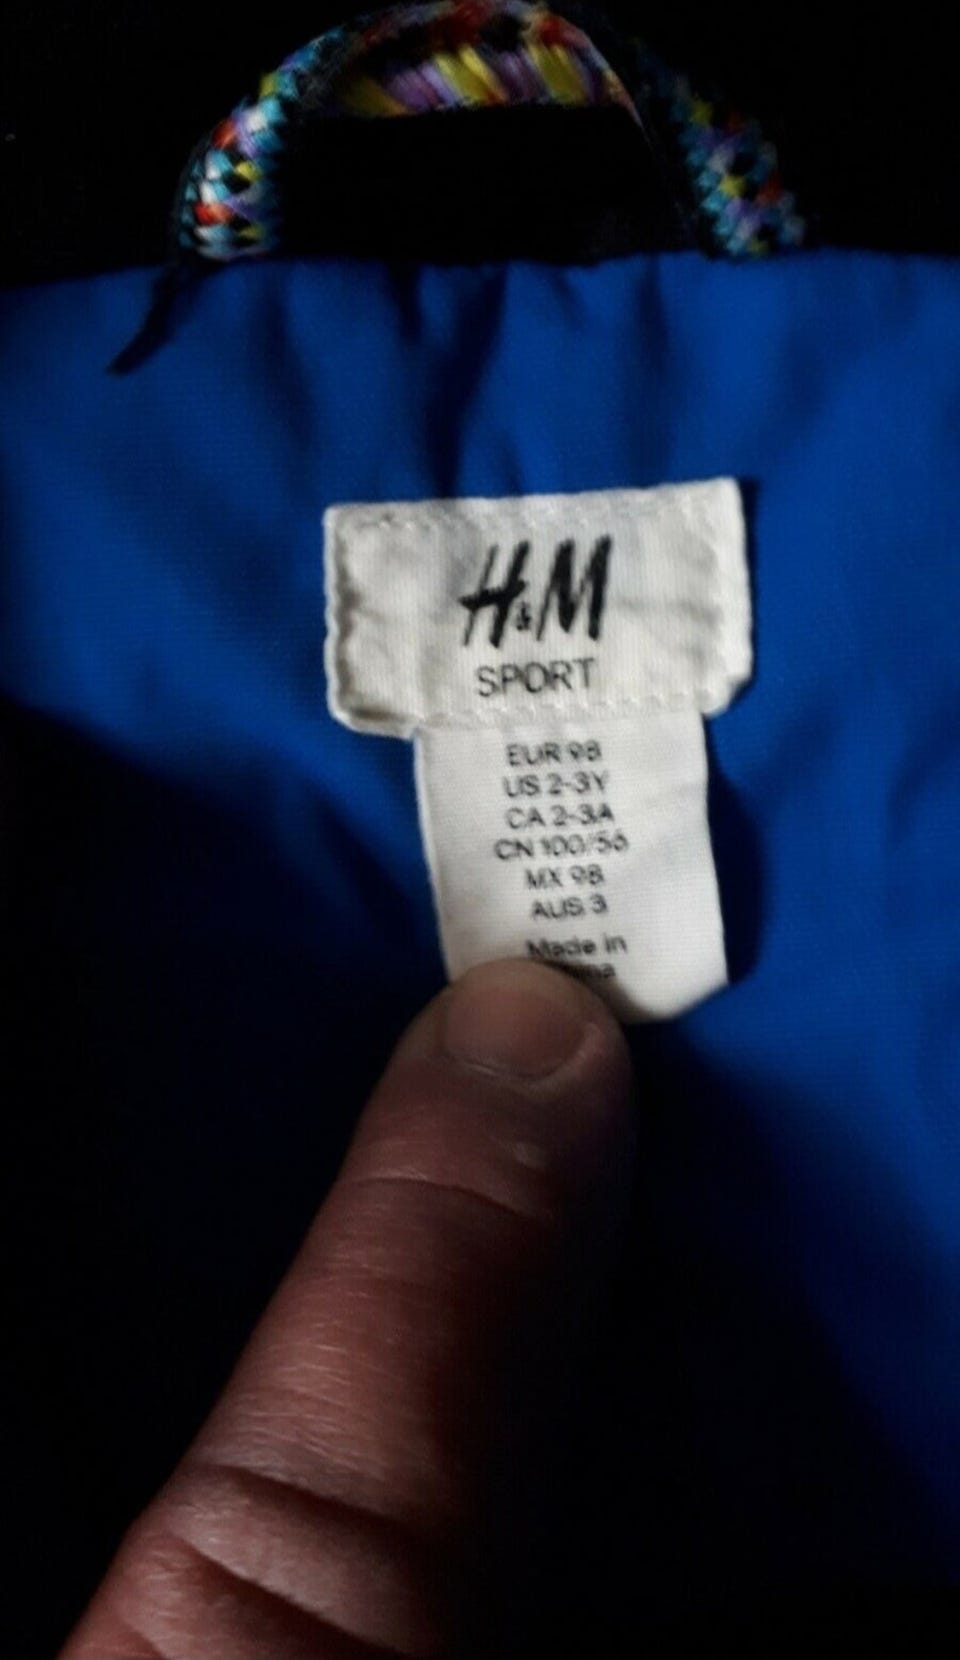 H&M
SPORT
EUR 98
US 2-3Y
CA 2-3A
CN 100/56
MX 98
AUS 3
Made in